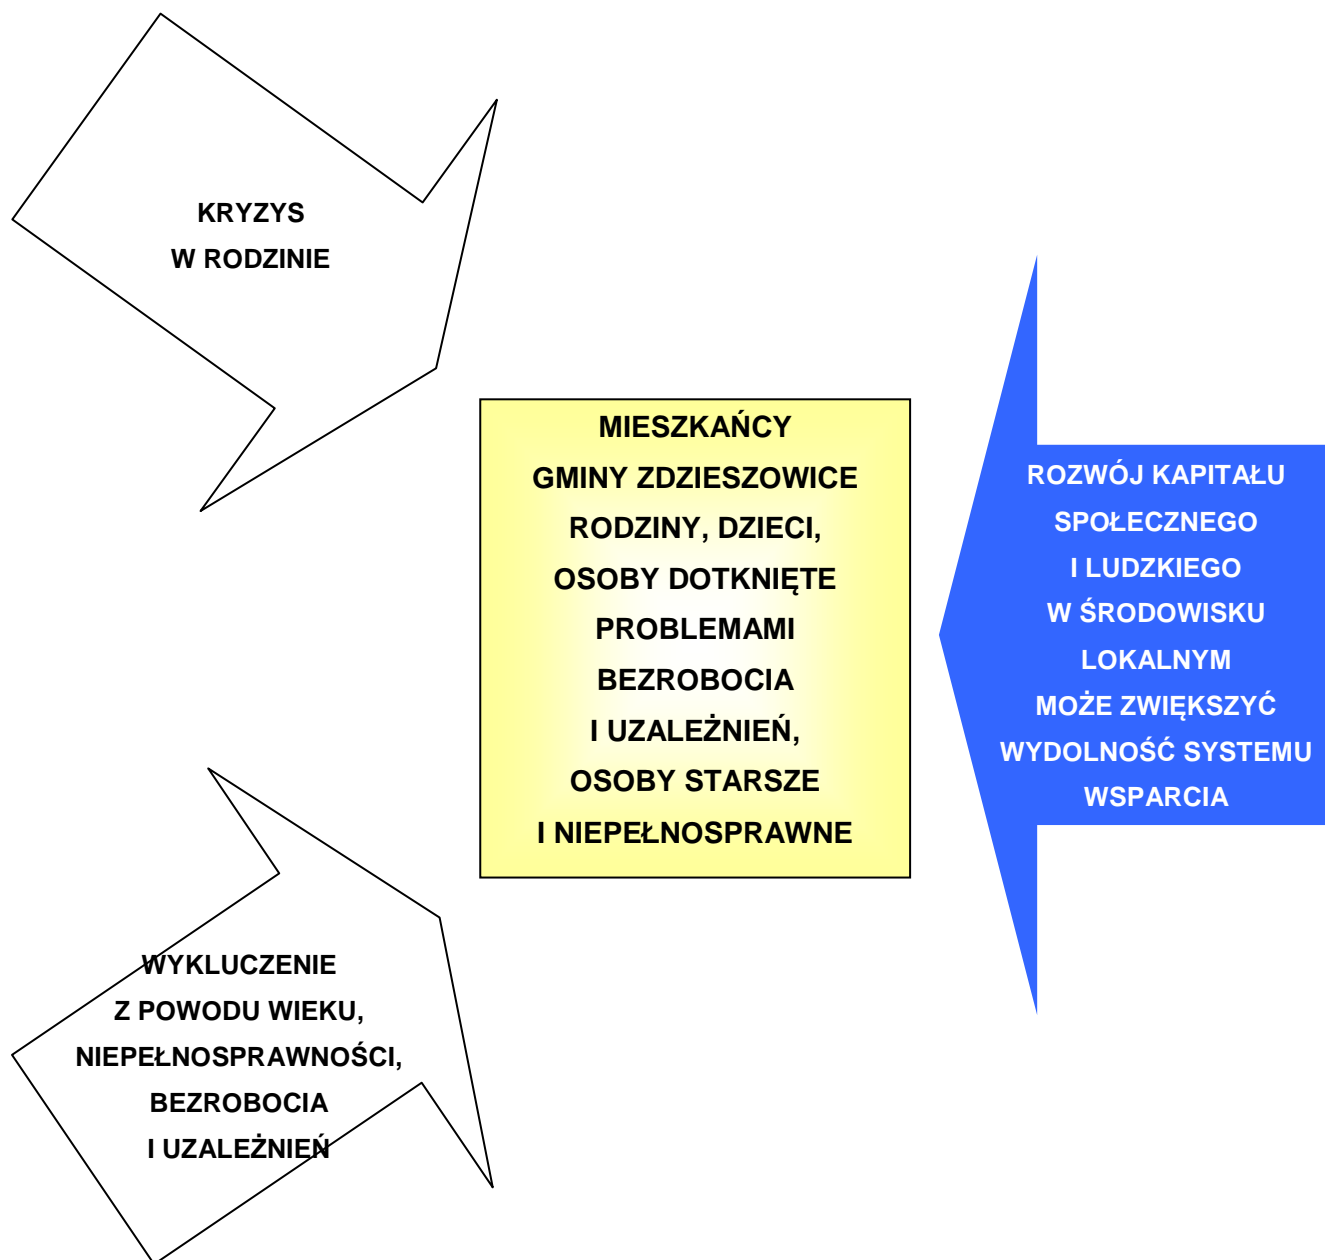 KRYZYS
W RODZINIE
MIESZKAŃCY
GMINY ZDZIESZOWICE
RODZINY, DZIECI,
OSOBY DOTKNIĘTE
PROBLEMAMI
BEZROBOCIA
I UZALEŻNIEŃ,
OSOBY STARSZE
I NIEPEŁNOSPRAWNE
ROZWÓJ KAPITAŁU
SPOŁECZNEGO
I LUDZKIEGO
W ŚRODOWISKU
LOKALNYM
MOŻE ZWIĘKSZYĆ
WYDOLNOŚĆ SYSTEMU
WSPARCIA
WYKLUCZENIE
Z POWODU WIEKU,
NIEPEŁNOSPRAWNOŚCI,
BEZROBOCIA
I UZALEŻNIEŃ